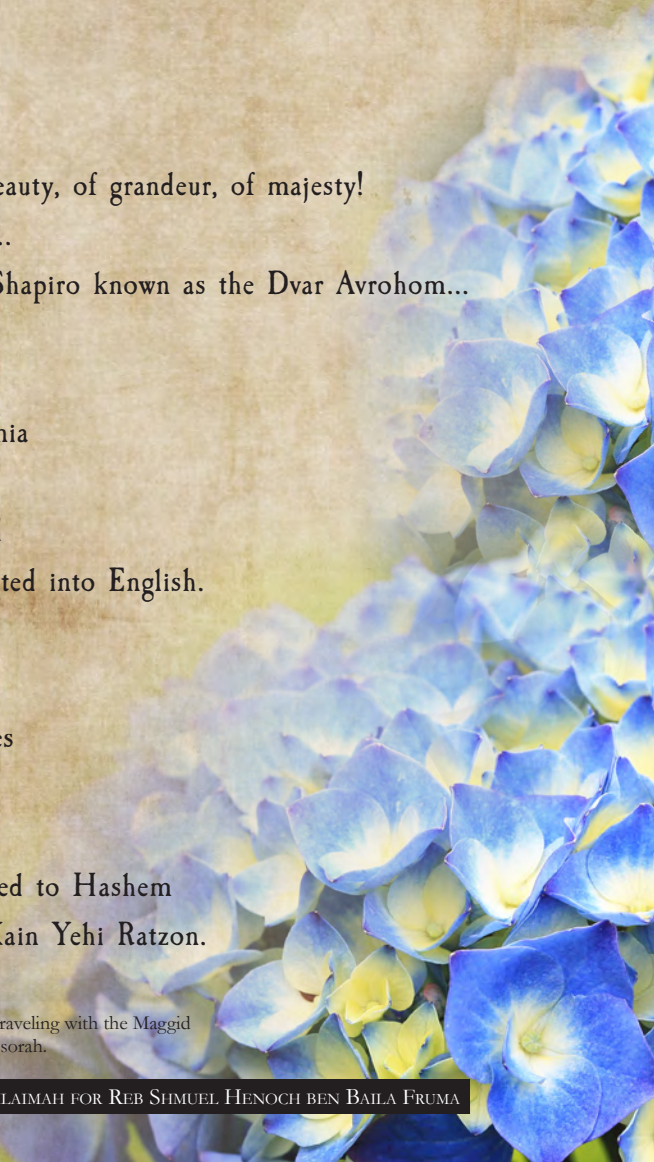 eauty, of grandeur, of majesty!
..
Shapiro known as the Dvar Avrohom...
nia
ted into English.
es
ed to Hashem
Kain Yehi Ratzon.
raveling with the Maggid
sorah.
laimah for Reb Shmuel Henoch ben Baila Fruma